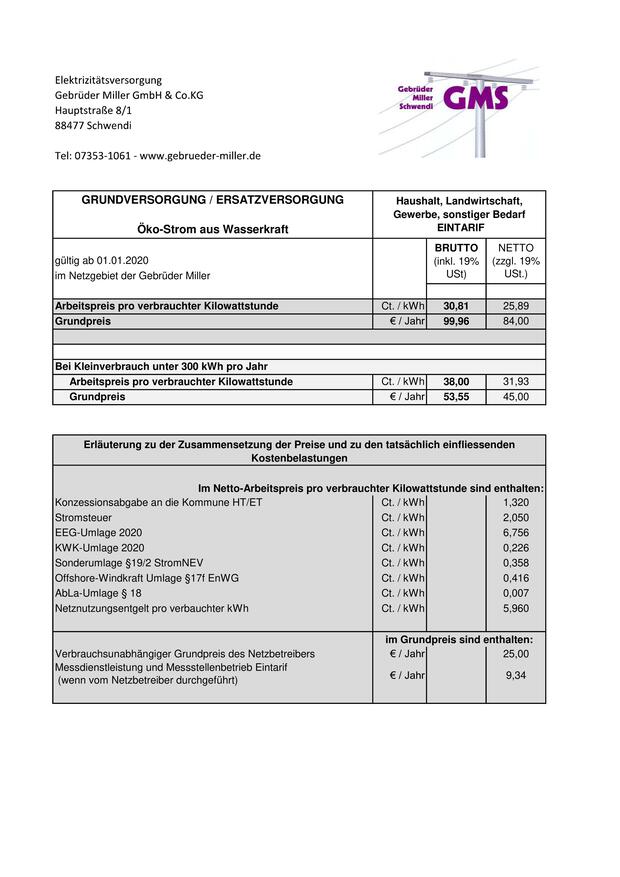 Elektrizitätsversorgung
Gebrüder Miller GmbH & Co.KG
Hauptstraße 8/1
88477 Schwendi
Tel: 07353-1061 - www.gebrueder-miller.de
Gebrüder
Miller
Schwendi
GMS
GRUNDVERSORGUNG / ERSATZVERSORGUNG
Öko-Strom aus Wasserkraft
Haushalt, Landwirtschaft,
Gewerbe, sonstiger Bedarf
EINTARIF
gültig ab 01.01.2020
im Netzgebiet der Gebrüder Miller
BRUTTO
(inkl. 19%
USt)
NETTO
(zzgl. 19%
USt.)
Arbeitspreis pro verbrauchter Kilowattstunde Ct. / kWh 30,81 25,89
Grundpreis € / Jahr 99,96 84,00
Bei Kleinverbrauch unter 300 kWh pro Jahr
Arbeitspreis pro verbrauchter Kilowattstunde Ct. / kWh 38,00 31,93
Grundpreis € / Jahr 53,55 45,00
Erläuterung zu der Zusammensetzung der Preise und zu den tatsächlich einfliessenden
Kostenbelastungen
Im Netto-Arbeitspreis pro verbrauchter Kilowattstunde sind enthalten:
Konzessionsabgabe an die Kommune HT/ET Ct. / kWh 1,320
Stromsteuer Ct. / kWh 2,050
EEG-Umlage 2020 Ct. / kWh 6,756
KWK-Umlage 2020 Ct. / kWh 0,226
Sonderumlage §19/2 StromNEV Ct. / kWh 0,358
Offshore-Windkraft Umlage §17f EnWG Ct. / kWh 0,416
AbLa-Umlage § 18 Ct. / kWh 0,007
Netznutzungsentgelt pro verbauchter kWh Ct. / kWh 5,960
im Grundpreis sind enthalten:
Verbrauchsunabhängiger Grundpreis des Netzbetreibers € / Jahr 25,00
Messdienstleistung und Messstellenbetrieb Eintarif
(wenn vom Netzbetreiber durchgeführt) € / Jahr 9,34